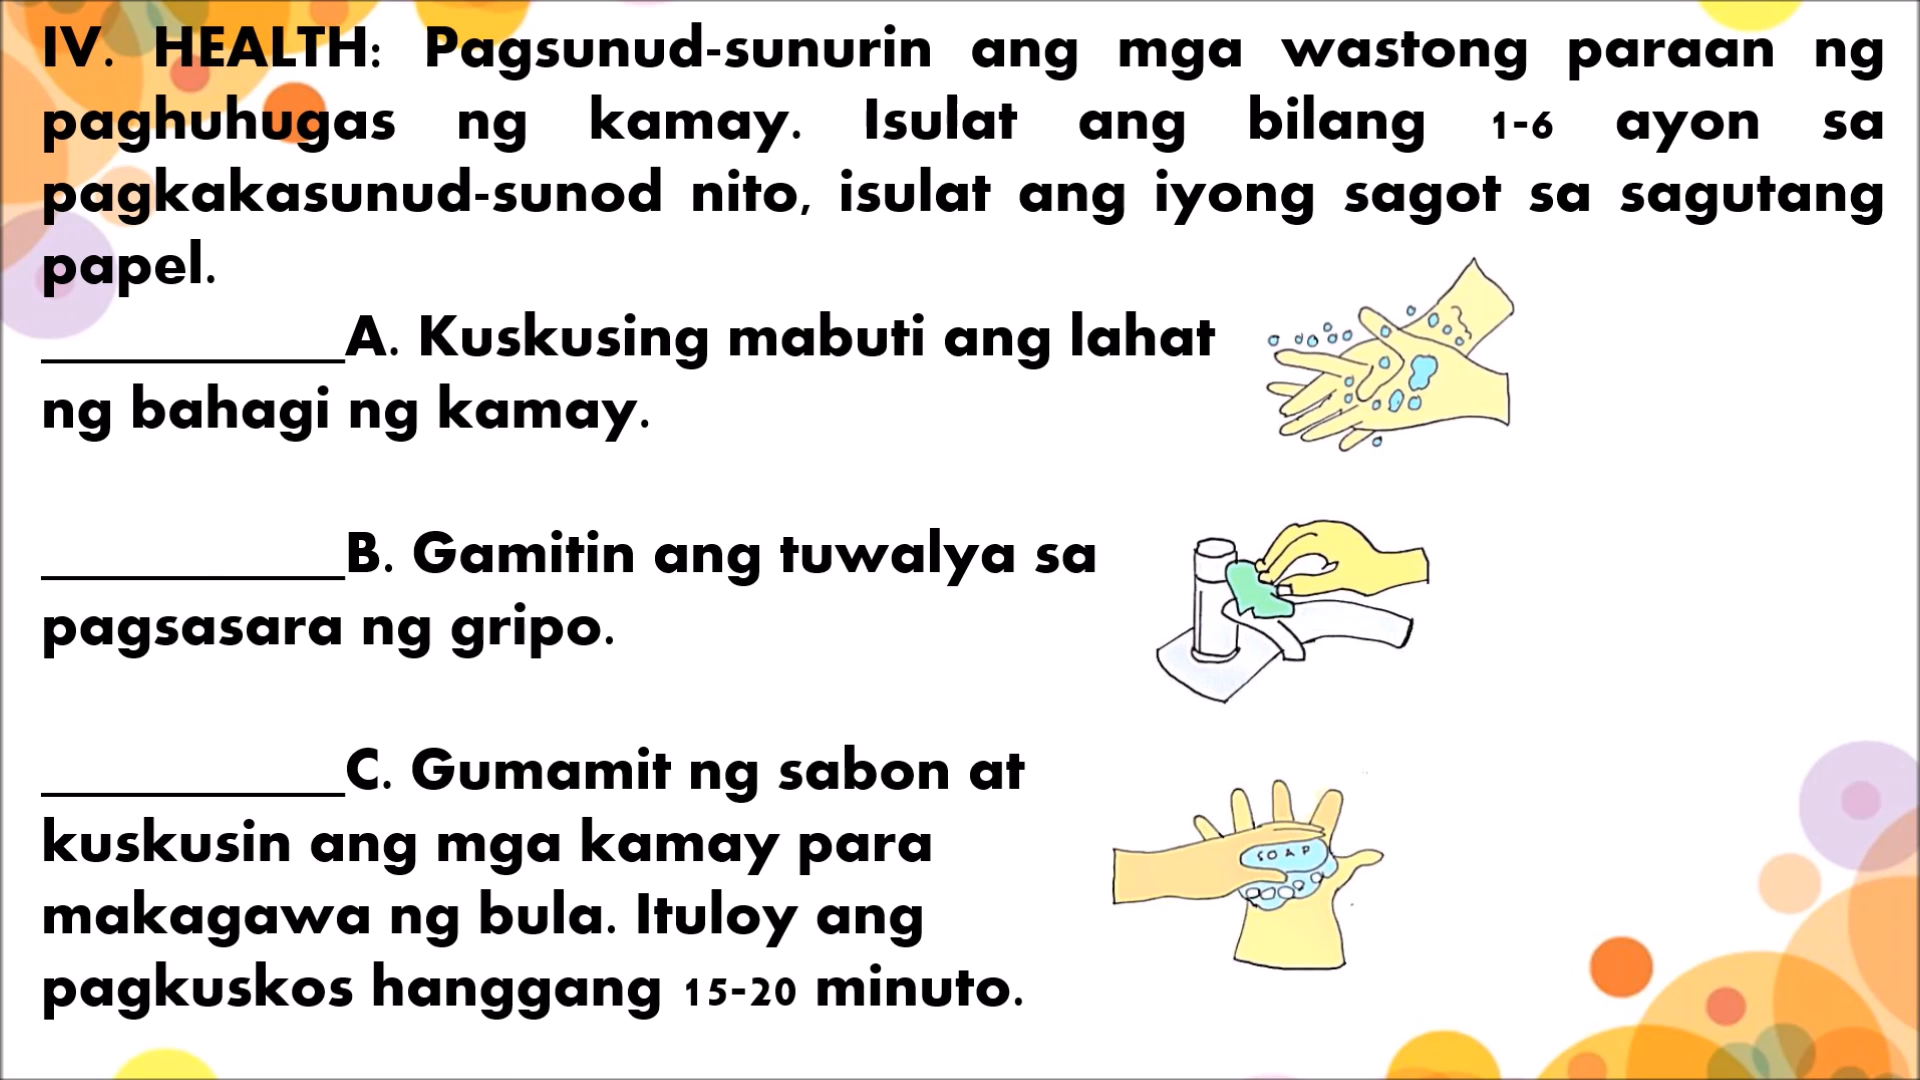 IV. HEALTH: Pagsunud-sunurin ang mga wastong paraan ng
paghuhugas ng kamay. Isulat ang bilang 1-6 ayon sa
pagkakasunud-sunod nito, isulat ang iyong sagot sa sagutang
papel.
__________A. Kuskusing mabuti ang lahat
ng bahagi ng kamay.
__________B. Gamitin ang tuwalya sa
pagsasara ng gripo.
__________C. Gumamit ng sabon at
kuskusin ang mga kamay para
SOAP
makagawa ng bula. Ituloy ang
pagkuskos hanggang 15-20 minuto.